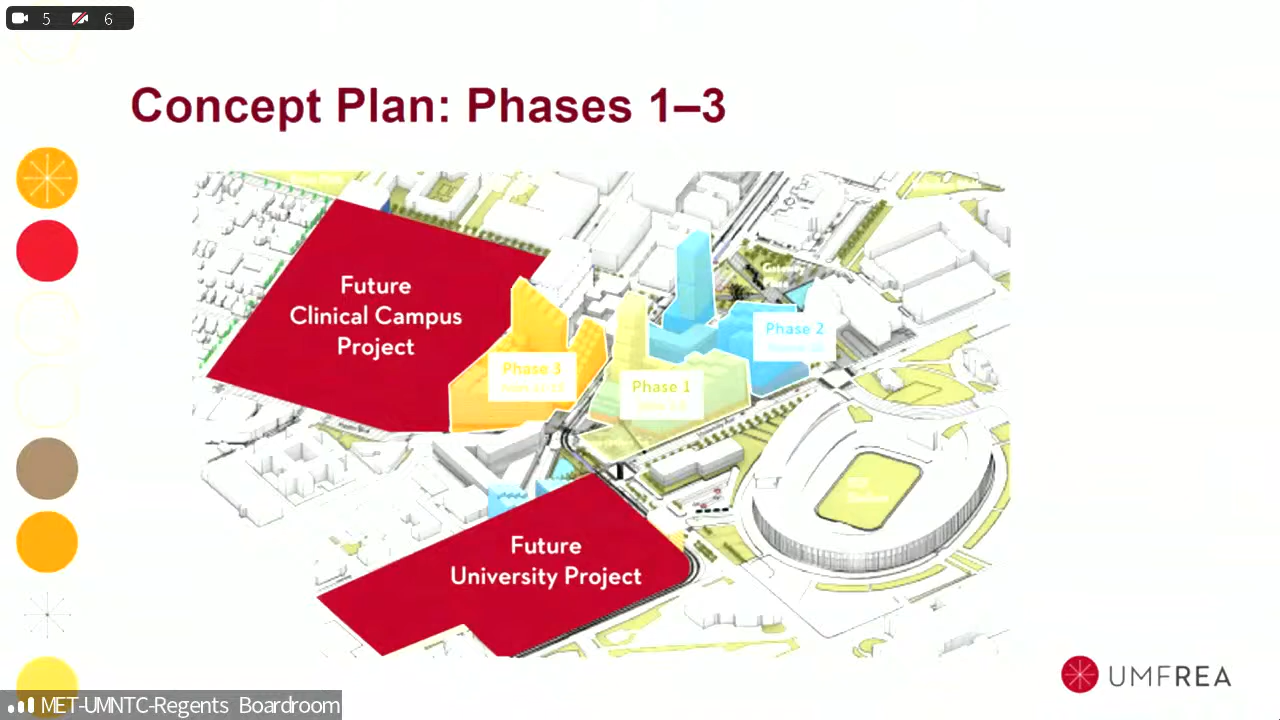 5 6
Concept Plan: Phases 1–3
Future
Clinical Campus
Project
Phase 2
Phase 3
Phase 1
Future
University Project
UMFREA
MET-UMNTC-Regents Boardroom